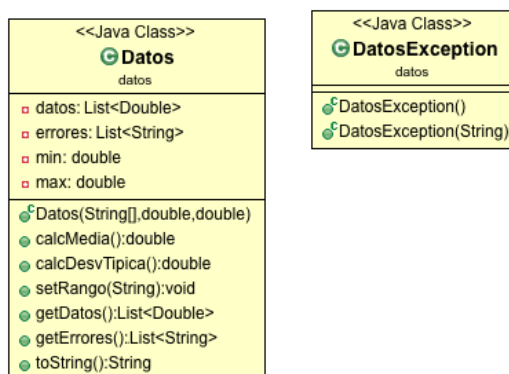 <<Java Class>>
Datos
datos
datos: List<Double>
errores: List<String>
min: double
max: double
Datos(String[],double,double)
calcMedia():double
calcDesvTipica():double
setRango(String):void
getDatos():List<Double>
getErrores():List<String>
toString():String
<<Java Class>>
DatosException
datos
DatosException()
DatosException(String)